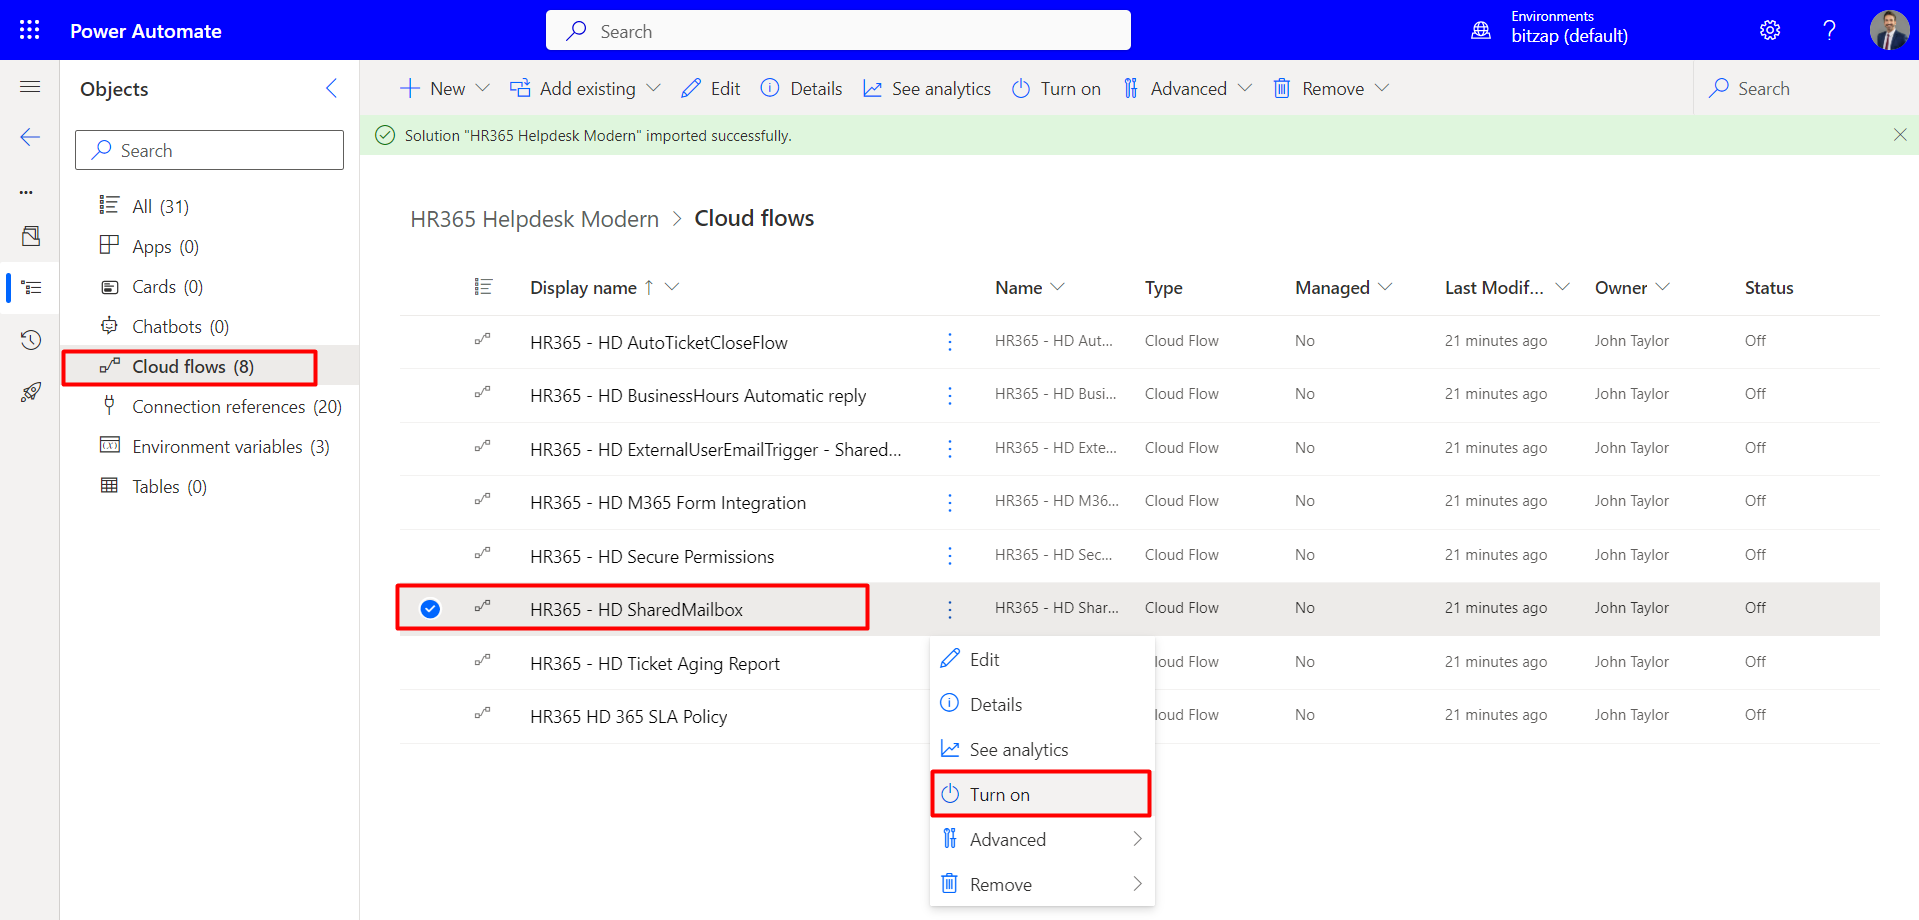 Power Automate
Search
Environments
bitzap (default)
?
Objects
Search
All (31)
Apps (0)
Cards (0)
Chatbots (0)
Cloud flows (8)
Connection references (20)
Environment variables (3)
Tables (0)
New
Add existing
Edit
Details
See analytics
Turn on
Advanced
Remove
Search
Solution "HR365 Helpdesk Modern" imported successfully.
HR365 Helpdesk Modern > Cloud flows
Display name ↑ Name Type Managed Last Modif... Owner Status
HR365 - HD AutoTicketCloseFlow HR365 - HD Aut... Cloud Flow No 21 minutes ago John Taylor Off
HR365 - HD BusinessHours Automatic reply HR365 - HD Busi... Cloud Flow No 21 minutes ago John Taylor Off
HR365 - HD ExternalUserEmailTrigger - Shared... HR365 - HD Exte... Cloud Flow No 21 minutes ago John Taylor Off
HR365 - HD M365 Form Integration HR365 - HD M36... Cloud Flow No 21 minutes ago John Taylor Off
HR365 - HD Secure Permissions HR365 - HD Sec... Cloud Flow No 21 minutes ago John Taylor Off
HR365 - HD SharedMailbox HR365 - HD Shar... Cloud Flow No 21 minutes ago John Taylor Off
HR365 - HD Ticket Aging Report loud Flow No 21 minutes ago John Taylor Off
HR365 HD 365 SLA Policy loud Flow No 21 minutes ago John Taylor Off
Edit
Details
See analytics
Turn on
Advanced
Remove